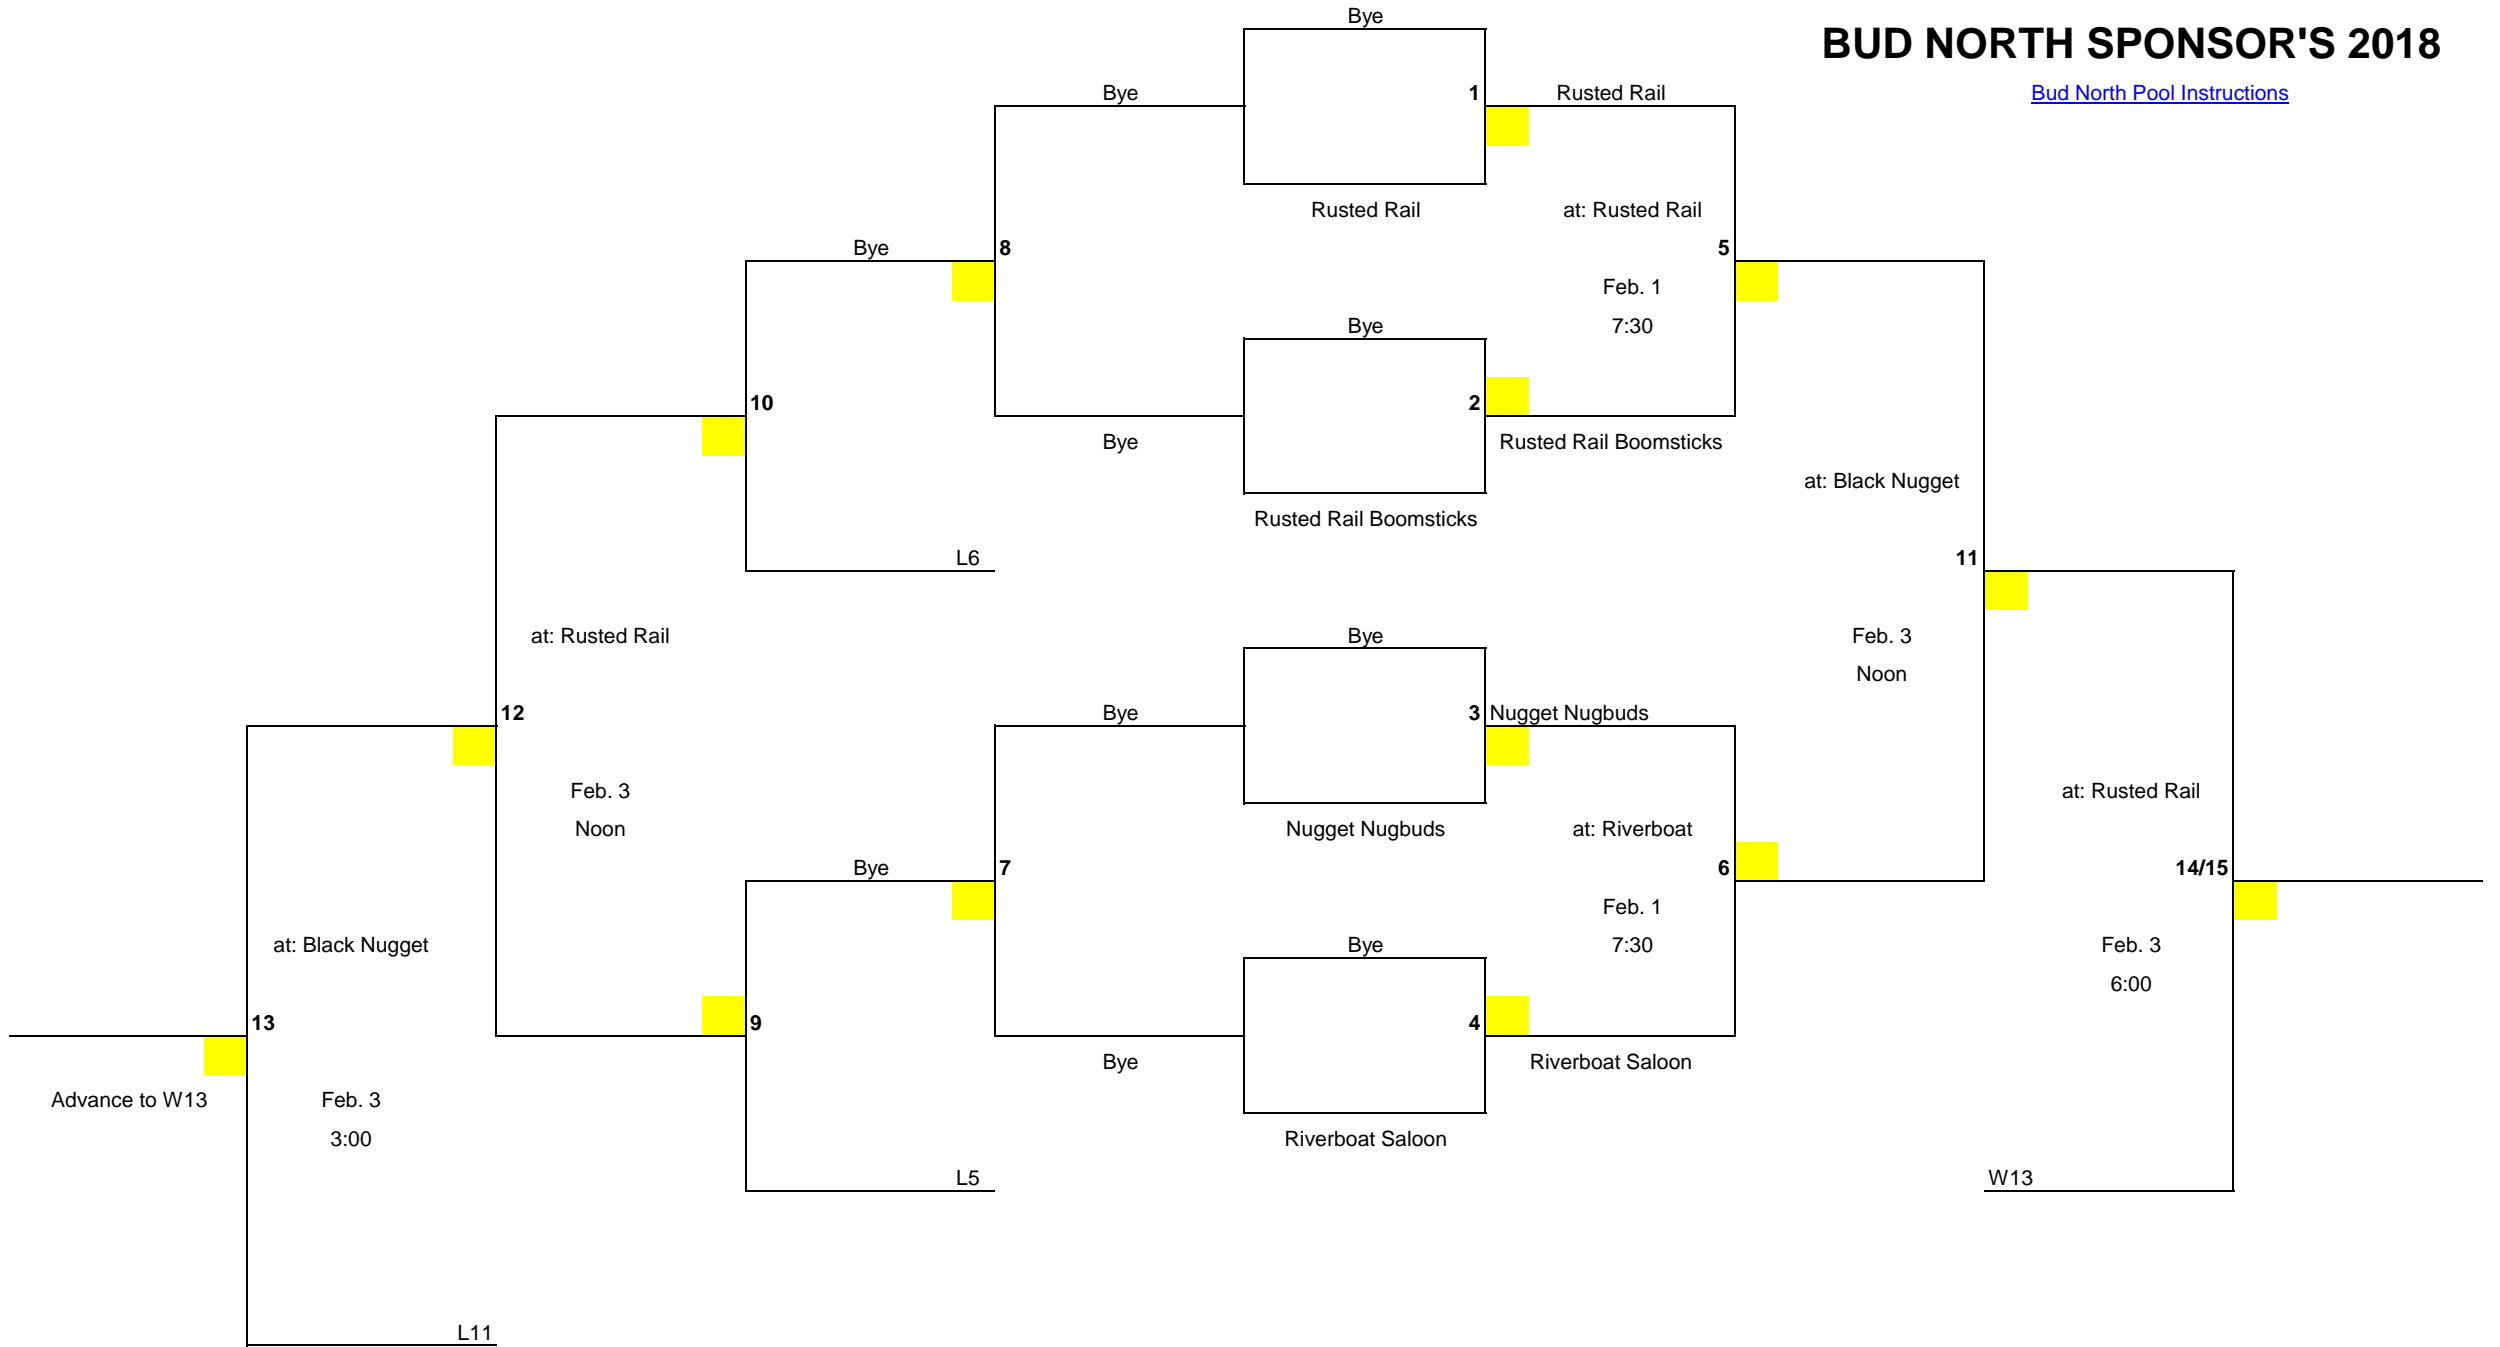 Bye
BUD NORTH SPONSOR'S 2018
Bye
1
Rusted Rail
Bud North Pool Instructions
Rusted Rail
at: Rusted Rail
Bye
8
5
Feb. 1
Bye
7:30
10
2
Bye
Rusted Rail Boomsticks
at: Black Nugget
Rusted Rail Boomsticks
L6
11
at: Rusted Rail
Bye
Feb. 3
Noon
12
Bye
3
Nugget Nugbuds
Feb. 3
at: Rusted Rail
Noon
Nugget Nugbuds
at: Riverboat
Bye
7
6
14/15
Feb. 1
at: Black Nugget
Bye
7:30
Feb. 3
6:00
13
9
4
Bye
Riverboat Saloon
Advance to W13
Feb. 3
3:00
Riverboat Saloon
L5
W13
L11